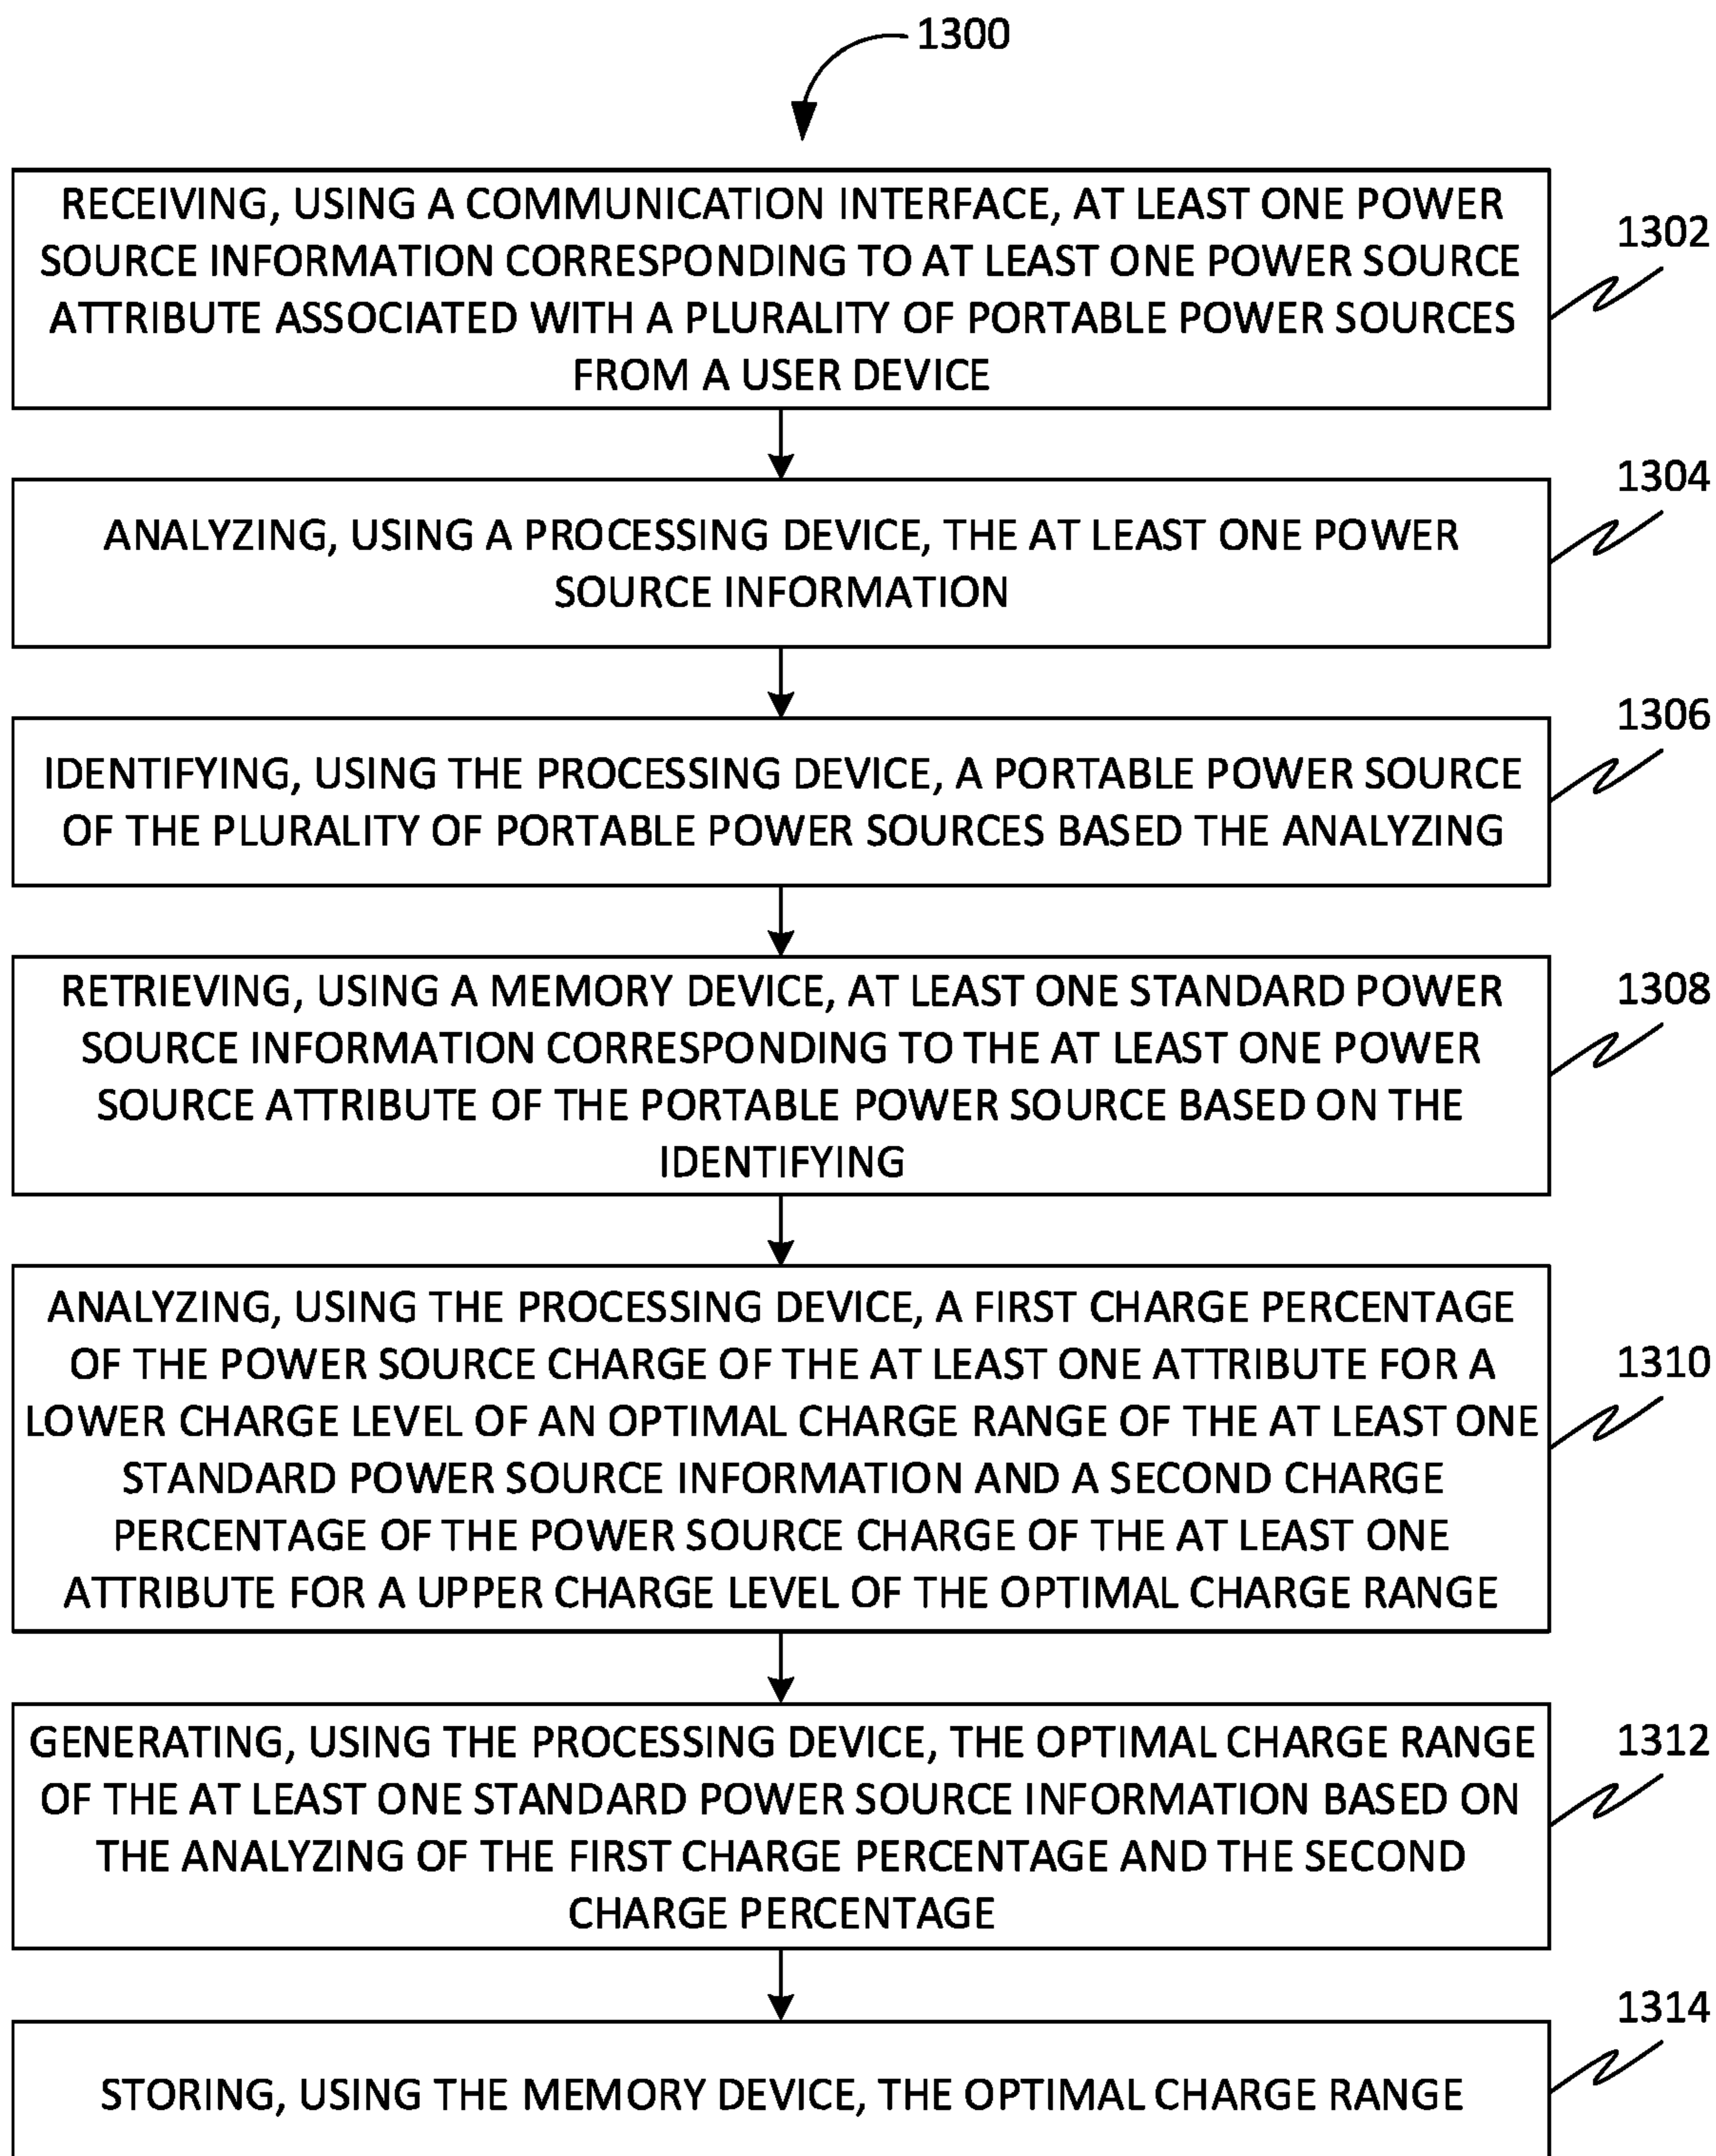 1300
RECEIVING, USING A COMMUNICATION INTERFACE, AT LEAST ONE POWER
SOURCE INFORMATION CORRESPONDING TO AT LEAST ONE POWER SOURCE
ATTRIBUTE ASSOCIATED WITH A PLURALITY OF PORTABLE POWER SOURCES
FROM A USER DEVICE
1302
ANALYZING, USING A PROCESSING DEVICE, THE AT LEAST ONE POWER
SOURCE INFORMATION
1304
IDENTIFYING, USING THE PROCESSING DEVICE, A PORTABLE POWER SOURCE
OF THE PLURALITY OF PORTABLE POWER SOURCES BASED THE ANALYZING
1306
RETRIEVING, USING A MEMORY DEVICE, AT LEAST ONE STANDARD POWER
SOURCE INFORMATION CORRESPONDING TO THE AT LEAST ONE POWER
SOURCE ATTRIBUTE OF THE PORTABLE POWER SOURCE BASED ON THE
IDENTIFYING
1308
ANALYZING, USING THE PROCESSING DEVICE, A FIRST CHARGE PERCENTAGE
OF THE POWER SOURCE CHARGE OF THE AT LEAST ONE ATTRIBUTE FOR A
LOWER CHARGE LEVEL OF AN OPTIMAL CHARGE RANGE OF THE AT LEAST ONE
STANDARD POWER SOURCE INFORMATION AND A SECOND CHARGE
PERCENTAGE OF THE POWER SOURCE CHARGE OF THE AT LEAST ONE
ATTRIBUTE FOR A UPPER CHARGE LEVEL OF THE OPTIMAL CHARGE RANGE
1310
GENERATING, USING THE PROCESSING DEVICE, THE OPTIMAL CHARGE RANGE
OF THE AT LEAST ONE STANDARD POWER SOURCE INFORMATION BASED ON
THE ANALYZING OF THE FIRST CHARGE PERCENTAGE AND THE SECOND
CHARGE PERCENTAGE
1312
STORING, USING THE MEMORY DEVICE, THE OPTIMAL CHARGE RANGE
1314